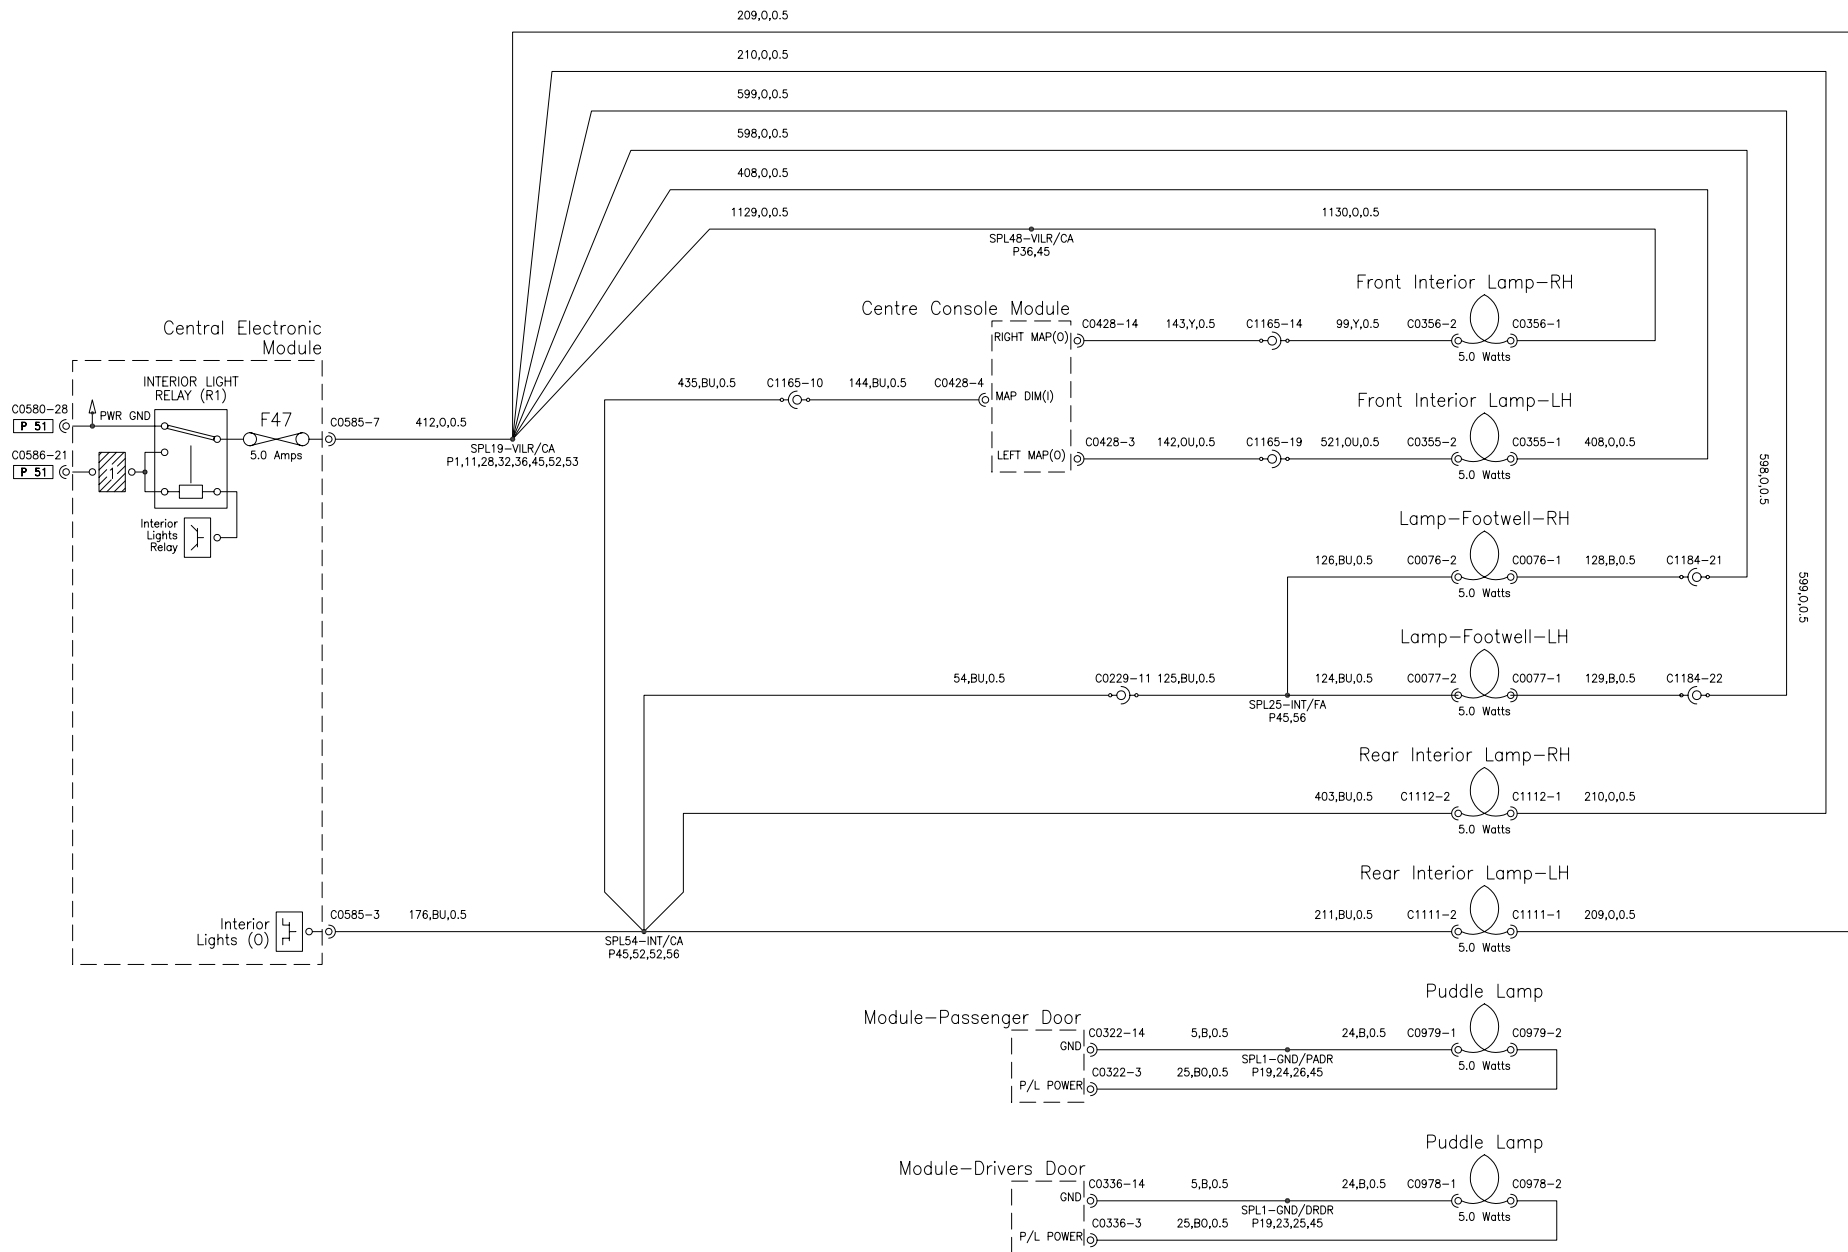 209,O,0.5
210,O,0.5
599,O,0.5
598,O,0.5
408,O,0.5
1129,O,0.5
1130,O,0.5
SPL48-VILR/CA
P36,45
Front Interior Lamp-RH
Centre Console Module
C0428-14
143,Y,0.5
C1165-14
99,Y,0.5
C0356-2
C0356-1
RIGHT MAP(O)
5.0 Watts
Central Electronic
Module
INTERIOR LIGHT
RELAY (R1)
435,BU,0.5
C1165-10
144,BU,0.5
C0428-4
MAP DIM(I)
Front Interior Lamp-LH
C0580-28
P 51
PWR GND
F47
5.0 Amps
C0585-7
412,O,0.5
SPL19-VILR/CA
P1,11,28,32,36,45,52,53
C0428-3
142,OU,0.5
C1165-19
521,OU,0.5
C0355-2
C0355-1
408,O,0.5
LEFT MAP(O)
5.0 Watts
C0586-21
P 51
1
598,O,0.5
Interior
Lights
Relay
Lamp-Footwell-RH
126,BU,0.5
C0076-2
C0076-1
128,B,0.5
C1184-21
5.0 Watts
599,O,0.5
Lamp-Footwell-LH
54,BU,0.5
C0229-11
125,BU,0.5
124,BU,0.5
C0077-2
C0077-1
129,B,0.5
C1184-22
SPL25-INT/FA
P45,56
5.0 Watts
Rear Interior Lamp-RH
403,BU,0.5
C1112-2
C1112-1
210,O,0.5
5.0 Watts
Rear Interior Lamp-LH
Interior
Lights (O)
C0585-3
176,BU,0.5
SPL54-INT/CA
P45,52,52,56
211,BU,0.5
C1111-2
C1111-1
209,O,0.5
5.0 Watts
Puddle Lamp
Module-Passenger Door
GND
C0322-14
5,B,0.5
24,B,0.5
C0979-1
C0979-2
SPL1-GND/PADR
P19,24,26,45
5.0 Watts
P/L POWER
C0322-3
25,BO,0.5
Puddle Lamp
Module-Drivers Door
GND
C0336-14
5,B,0.5
24,B,0.5
C0978-1
C0978-2
SPL1-GND/DRDR
P19,23,25,45
5.0 Watts
P/L POWER
C0336-3
25,BO,0.5